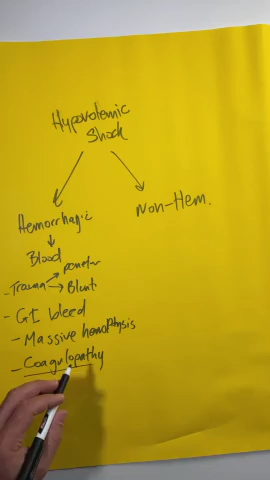 Hypovolemic
Shock
Hemorrhagic
Non-Hem.
Blood
Penetr
- Trauma
Blunt
- GI bleed
- Massive hemoPtysis
- Coagulopathy